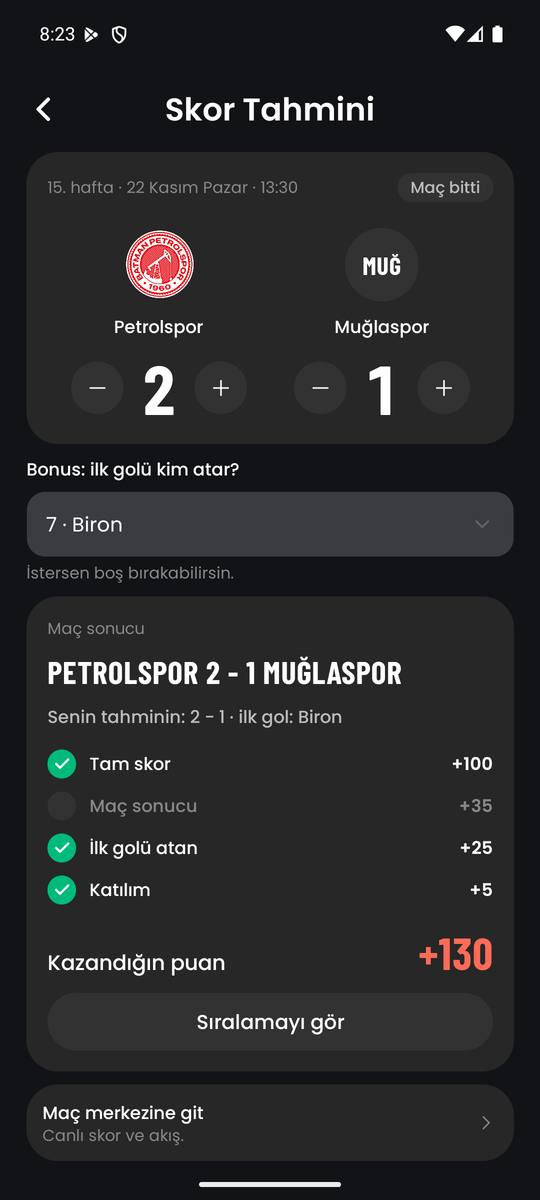 8:23
Skor Tahmini
15. hafta · 22 Kasım Pazar · 13:30
Maç bitti
BATMAN PETROLSPOR
1960
MUĞ
Petrolspor
Muğlaspor
− 2 +
− 1 +
Bonus: ilk golü kim atar?
7 · Biron
İstersen boş bırakabilirsin.
Maç sonucu
PETROLSPOR 2 - 1 MUĞLASPOR
Senin tahminin: 2 - 1 · ilk gol: Biron
Tam skor +100
Maç sonucu +35
İlk golü atan +25
Katılım +5
Kazandığın puan +130
Sıralamayı gör
Maç merkezine git
Canlı skor ve akış.